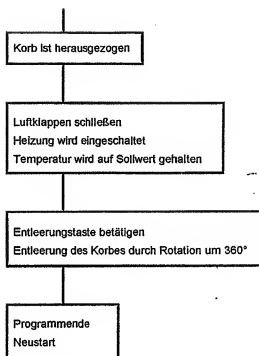 Korb ist herausgezogen
Luftklappen schließen
Heizung wird eingeschaltet
Temperatur wird auf Sollwert gehalten
Entleerungstaste betätigen
Entleerung des Korbes durch Rotation um 360°
Programmende
Neustart